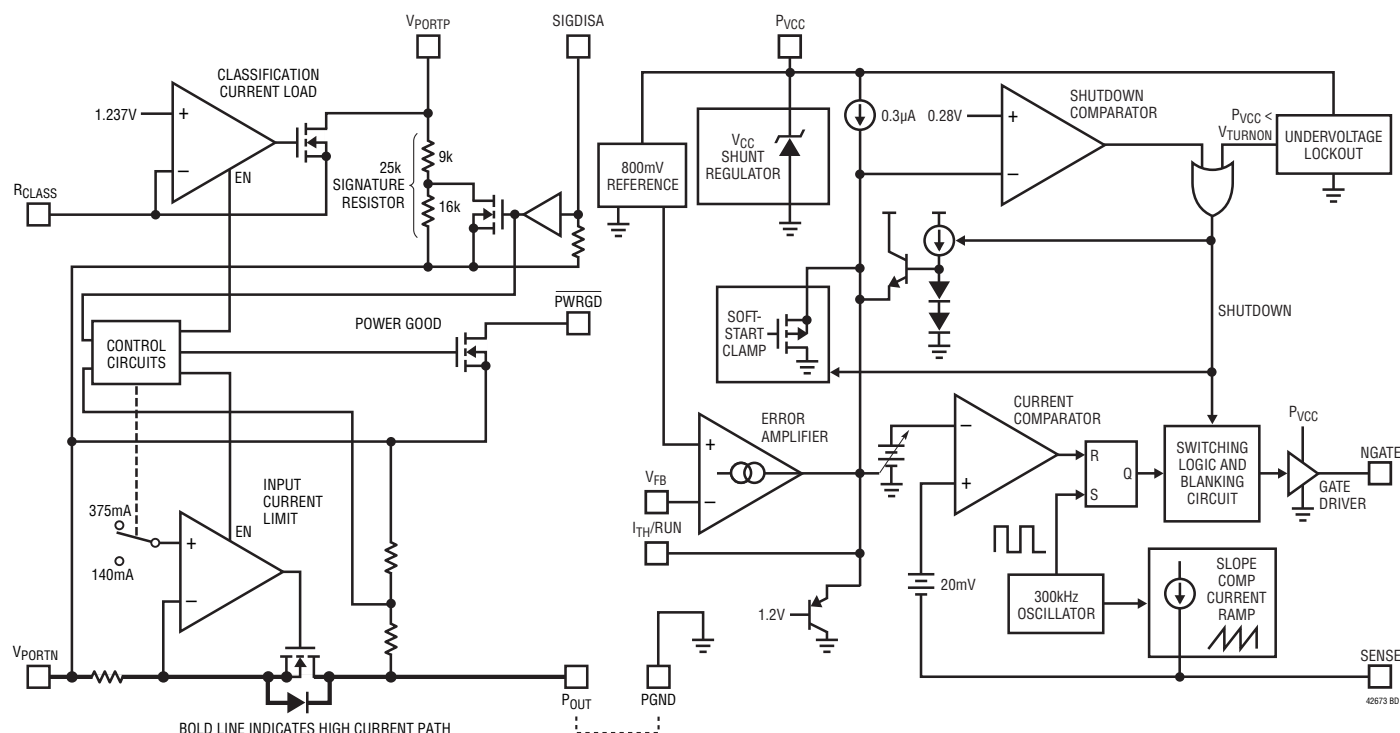 VPORTP
SIGDISA
CLASSIFICATION
CURRENT LOAD
1.237V
+
−
EN
RCLASS
25k
SIGNATURE
RESISTOR
9k
16k
CONTROL
CIRCUITS
POWER GOOD
PWRGD
375mA
140mA
INPUT
CURRENT
LIMIT
EN
+
−
VPORTN
POUT
BOLD LINE INDICATES HIGH CURRENT PATH
PVCC
800mV
REFERENCE
VCC
SHUNT
REGULATOR
0.3µA
0.28V
+
−
SHUTDOWN
COMPARATOR
PVCC <
VTURNON
UNDERVOLTAGE
LOCKOUT
SOFT-
START
CLAMP
SHUTDOWN
ERROR
AMPLIFIER
+
−
VFB
ITH/RUN
1.2V
PGND
CURRENT
COMPARATOR
−
+
20mV
R
S
Q
SWITCHING
LOGIC AND
BLANKING
CIRCUIT
PVCC
GATE
DRIVER
NGATE
300kHz
OSCILLATOR
SLOPE
COMP
CURRENT
RAMP
SENSE
42673 BD